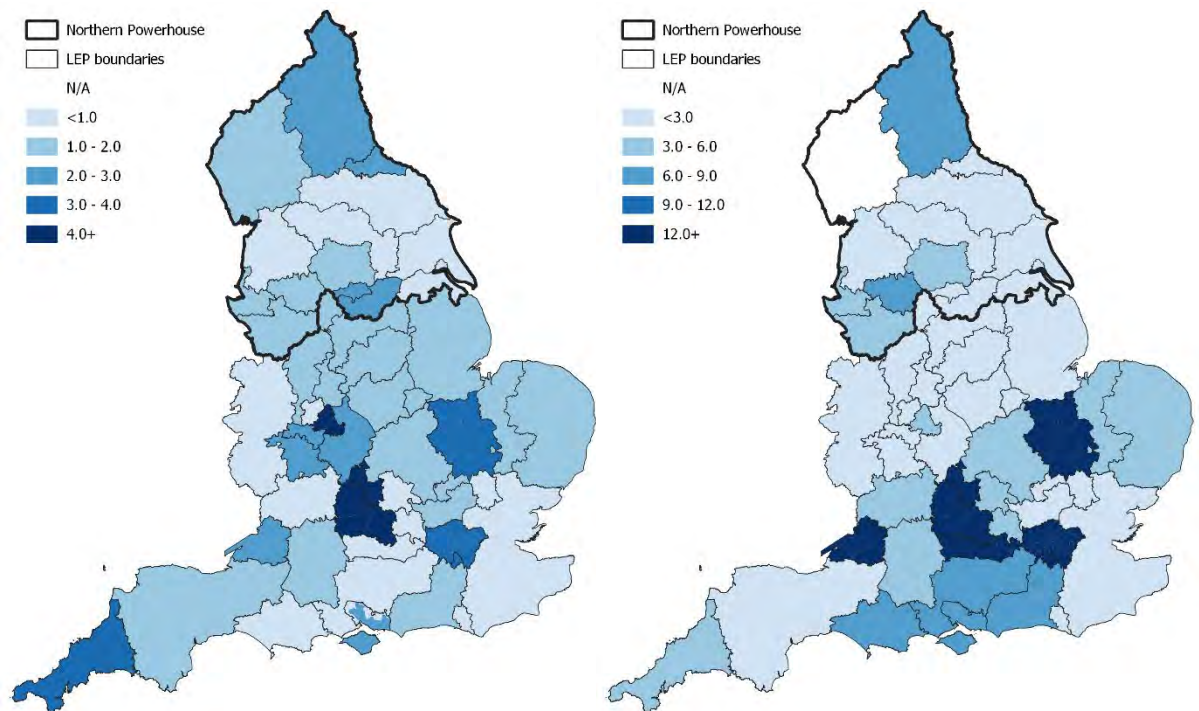 Northern Powerhouse
LEP boundaries
N/A
<1.0
1.0 - 2.0
2.0 - 3.0
3.0 - 4.0
4.0+
Northern Powerhouse
LEP boundaries
N/A
<3.0
3.0 - 6.0
6.0 - 9.0
9.0 - 12.0
12.0+